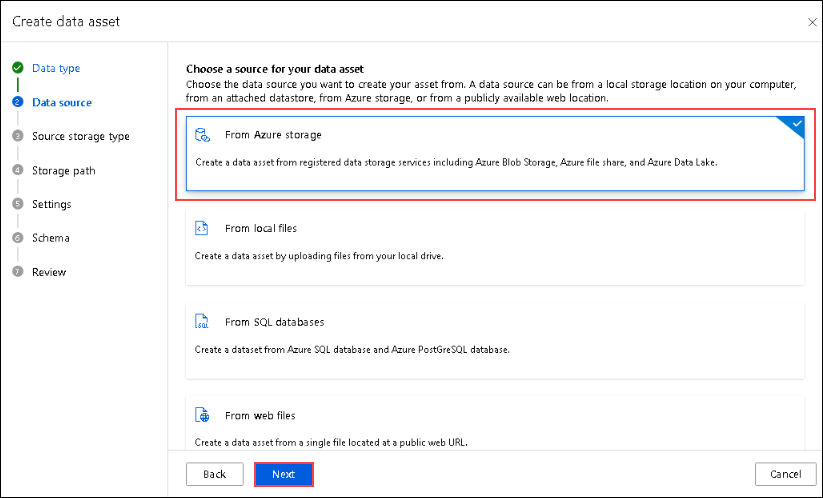 Create data asset
Data type
2 Data source
3 Source storage type
4 Storage path
5 Settings
6 Schema
7 Review
Choose a source for your data asset
Choose the data source you want to create your asset from. A data source can be from a local storage location on your computer,
from an attached datastore, from Azure storage, or from a publicly available web location.
From Azure storage
Create a data asset from registered data storage services including Azure Blob Storage, Azure file share, and Azure Data Lake.
From local files
Create a data asset by uploading files from your local drive.
SQL
From SQL databases
Create a dataset from Azure SQL database and Azure PostGreSQL database.
From web files
Create a data asset from a single file located at a public web URL.
Back
Next
Cancel